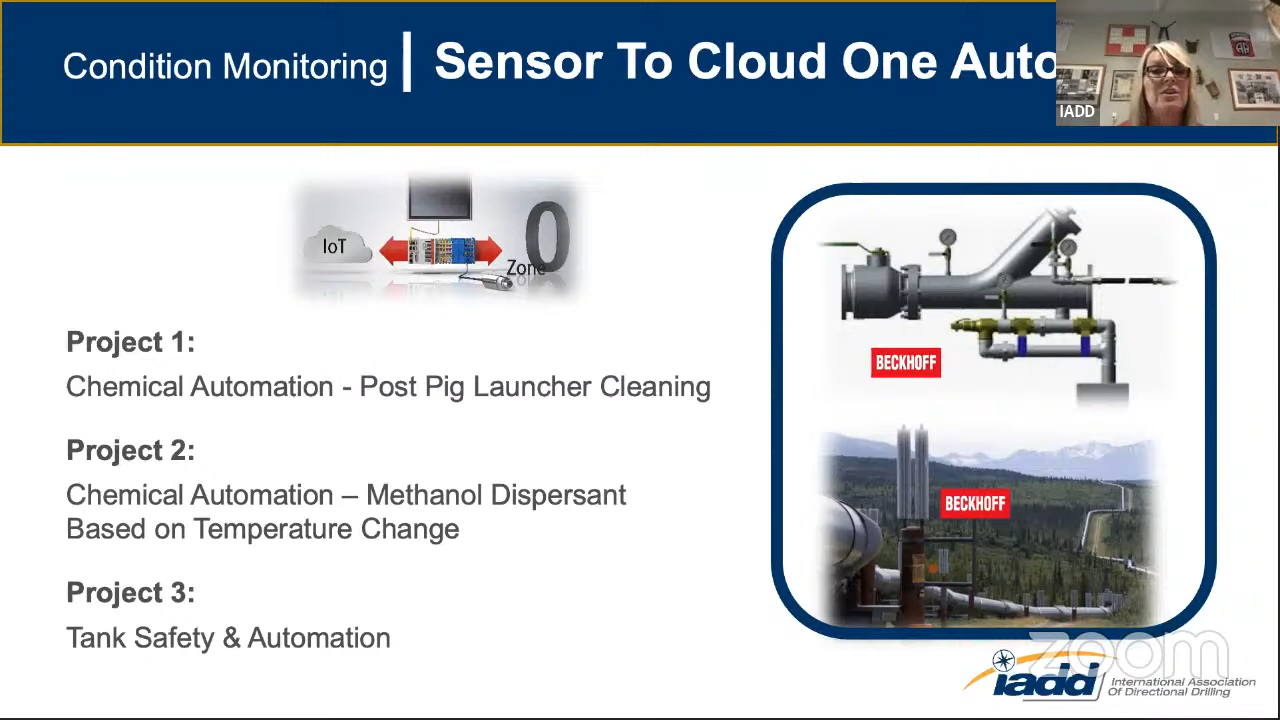 Condition Monitoring | Sensor To Cloud One Auto
IADD
IoT
Zone
0
Project 1:
Chemical Automation - Post Pig Launcher Cleaning
Project 2:
Chemical Automation – Methanol Dispersant
Based on Temperature Change
Project 3:
Tank Safety & Automation
BECKHOFF
BECKHOFF
zoom
iadd
International Association
Of Directional Drilling